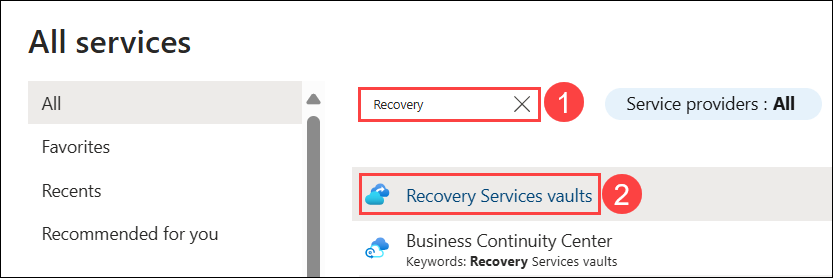 All services
All
Favorites
Recents
Recommended for you
Recovery
1
Service providers : All
Recovery Services vaults
2
Business Continuity Center
Keywords: Recovery Services vaults